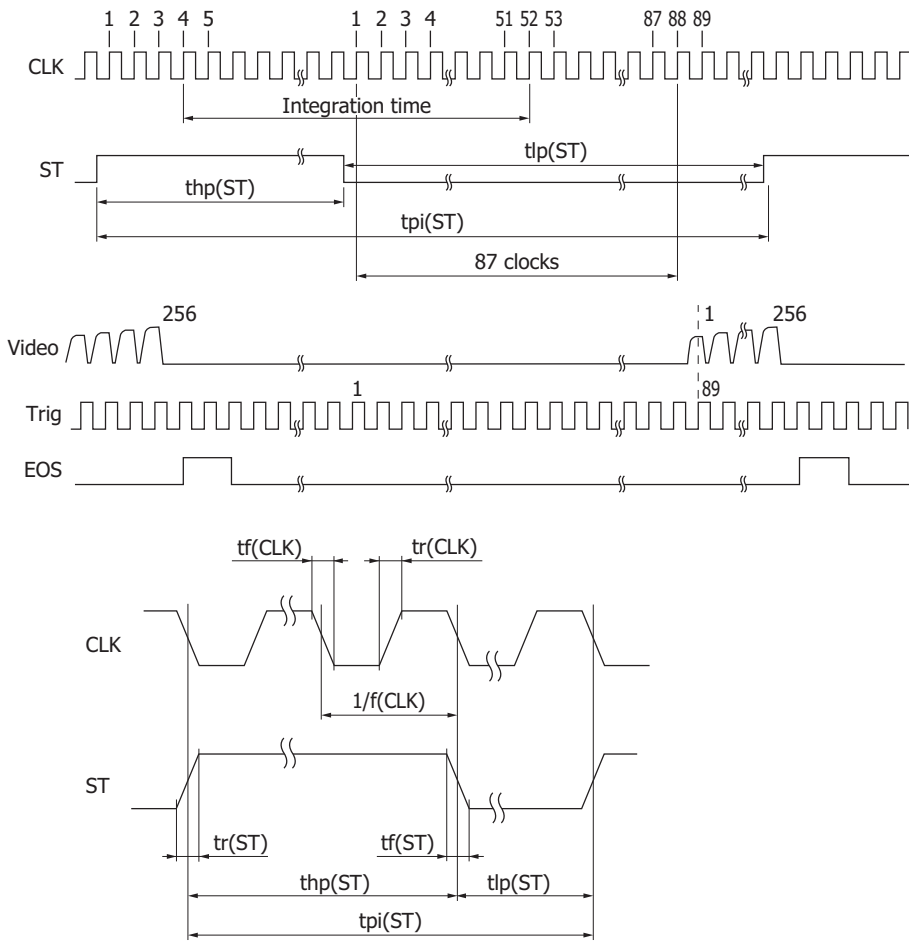 1 2 3 4 5 1 2 3 4 51 52 53 87 88 89
CLK
Integration time
tlp(ST)
ST
thp(ST)
tpi(ST)
87 clocks
256 1 256
Video
1 89
Trig
EOS
tf(CLK) tr(CLK)
CLK
1/f(CLK)
ST
tr(ST) tf(ST)
thp(ST) tlp(ST)
tpi(ST)